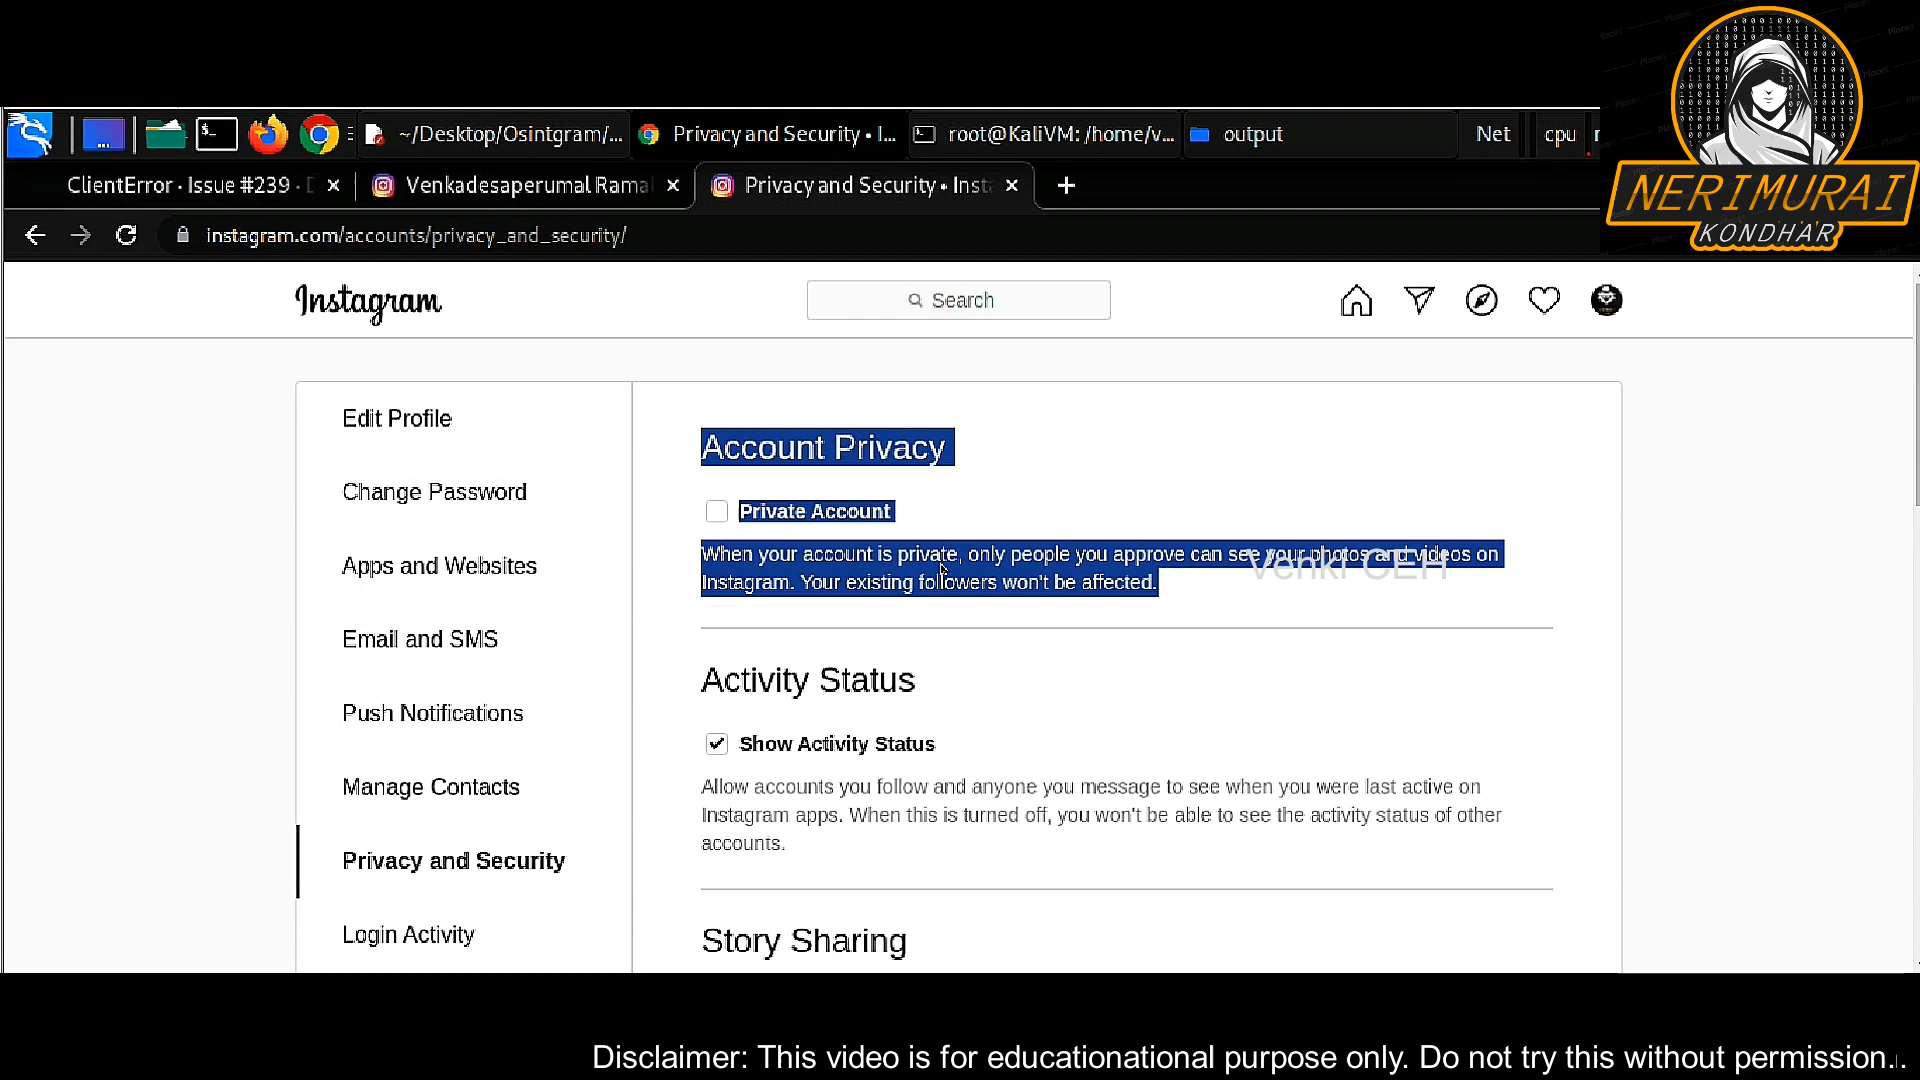 ~/Desktop/Osintgram/...
Privacy and Security • I...
root@KaliVM: /home/v...
output
Net
cpu
NERIMURAI
KONDHAR
ClientError · Issue #239 ·
Venkadesaperumal Rama
Privacy and Security • Insta
instagram.com/accounts/privacy_and_security/
Instagram
Search
Edit Profile
Change Password
Apps and Websites
Email and SMS
Push Notifications
Manage Contacts
Privacy and Security
Login Activity
Account Privacy
Private Account
When your account is private, only people you approve can see your photos and videos on
Instagram. Your existing followers won't be affected.
Venki CEH
Activity Status
Show Activity Status
Allow accounts you follow and anyone you message to see when you were last active on
Instagram apps. When this is turned off, you won't be able to see the activity status of other
accounts.
Story Sharing
Disclaimer: This video is for educationational purpose only. Do not try this without permission..